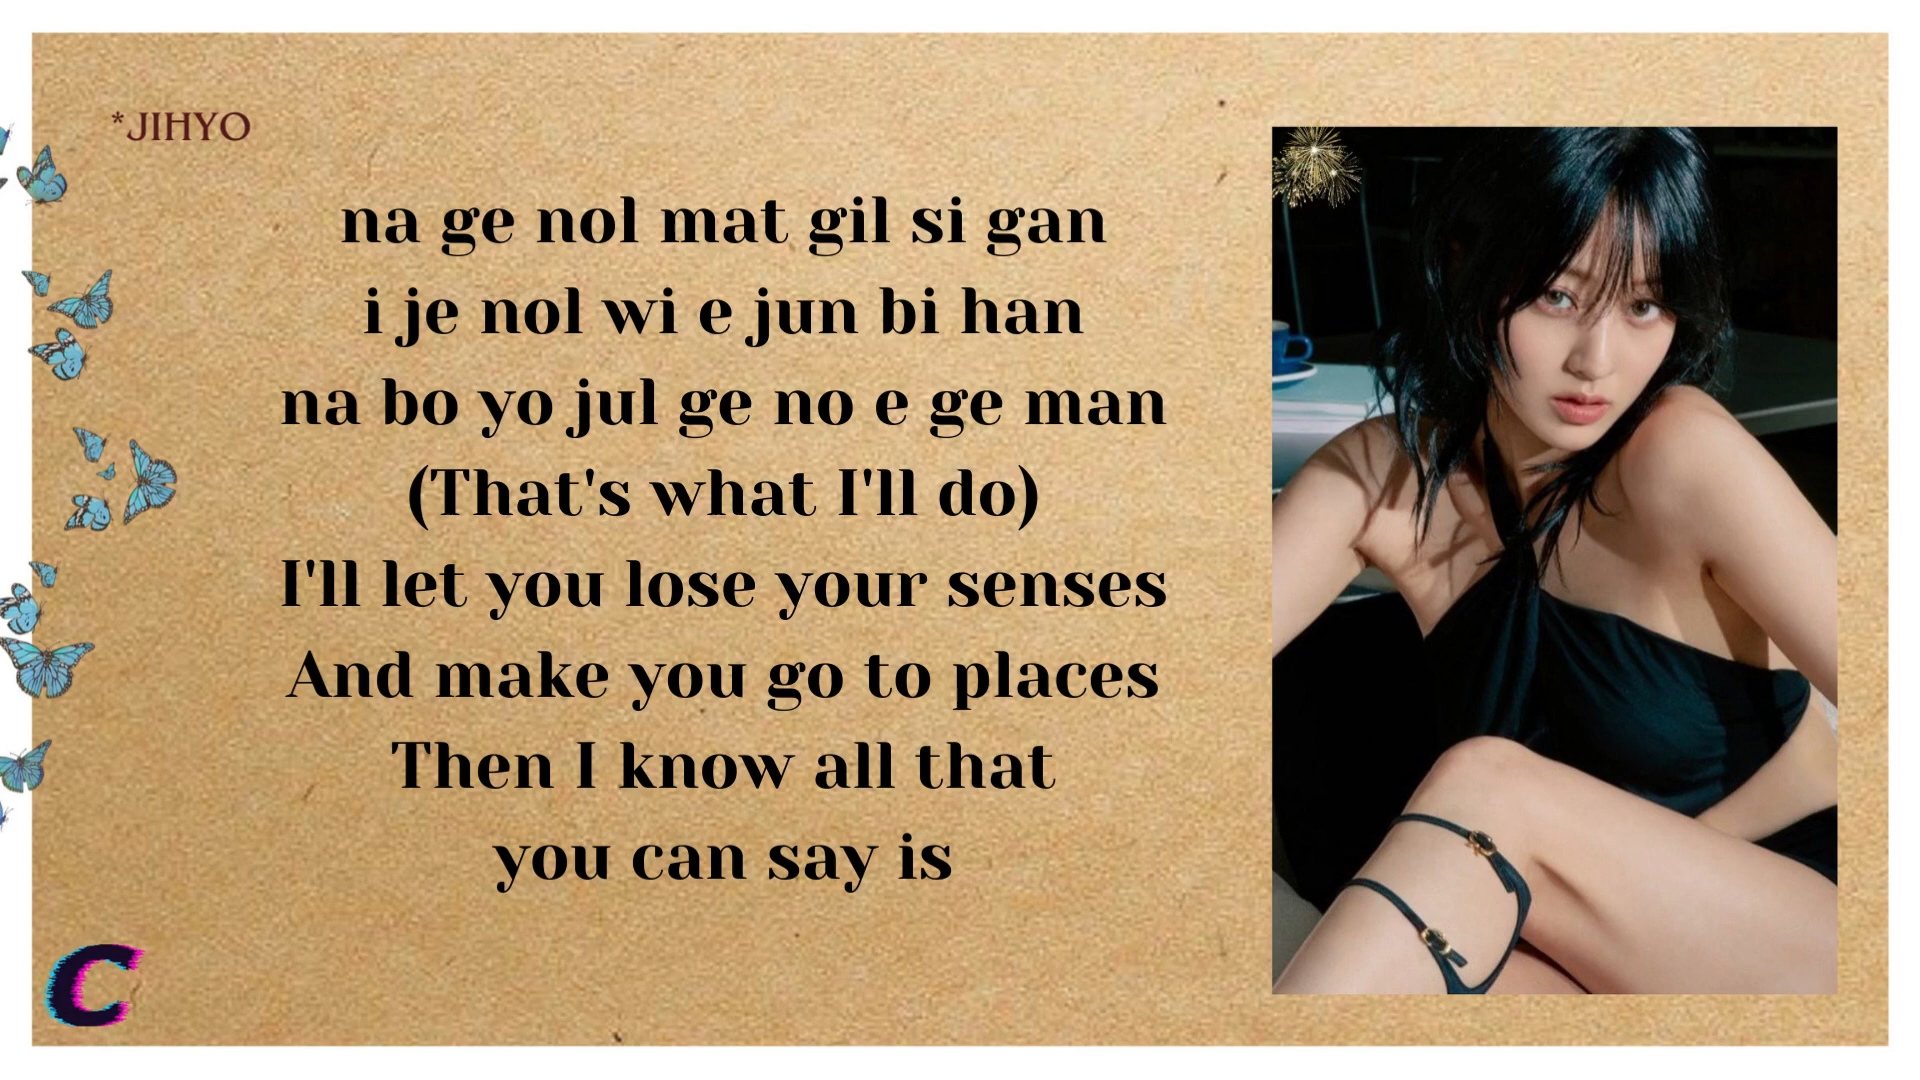 *JIHYO
na ge nol mat gil si gan
i je nol wi e jun bi han
na bo yo jul ge no e ge man
(That's what I'll do)
I'll let you lose your senses
And make you go to places
Then I know all that
you can say is
C